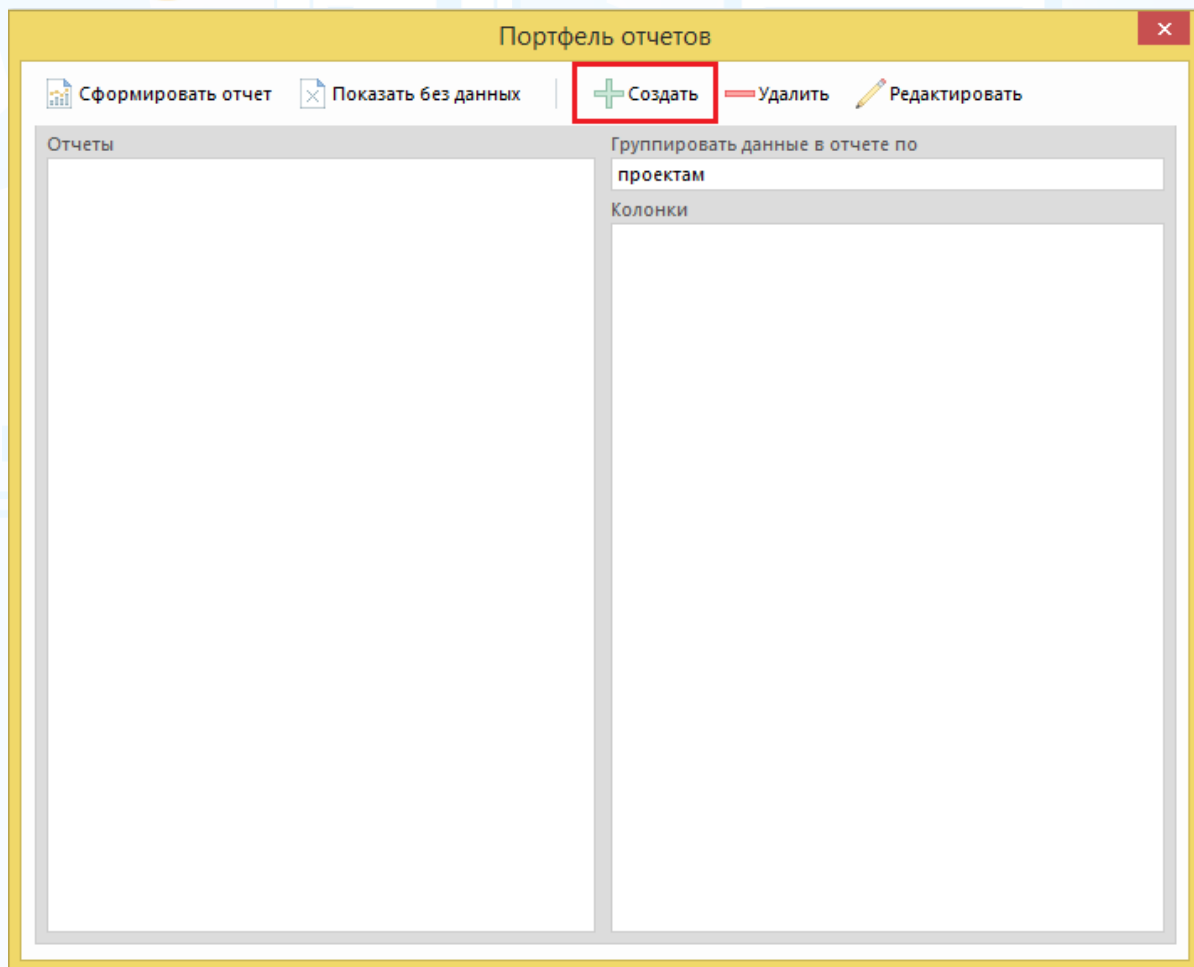 Портфель отчетов
Сформировать отчет Показать без данных Создать Удалить Редактировать
Отчеты
Группировать данные в отчете по
проектам
Колонки